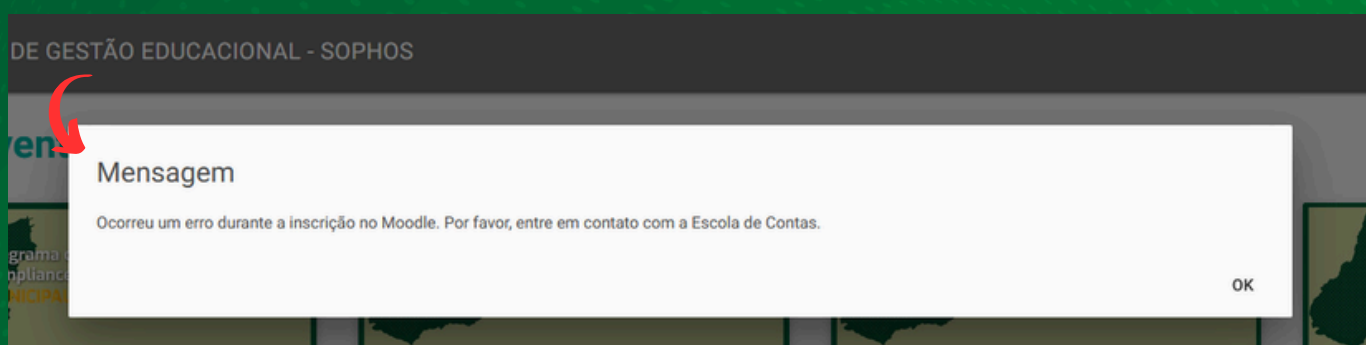 DE GESTÃO EDUCACIONAL - SOPHOS
Mensagem
Ocorreu um erro durante a inscrição no Moodle. Por favor, entre em contato com a Escola de Contas.
OK